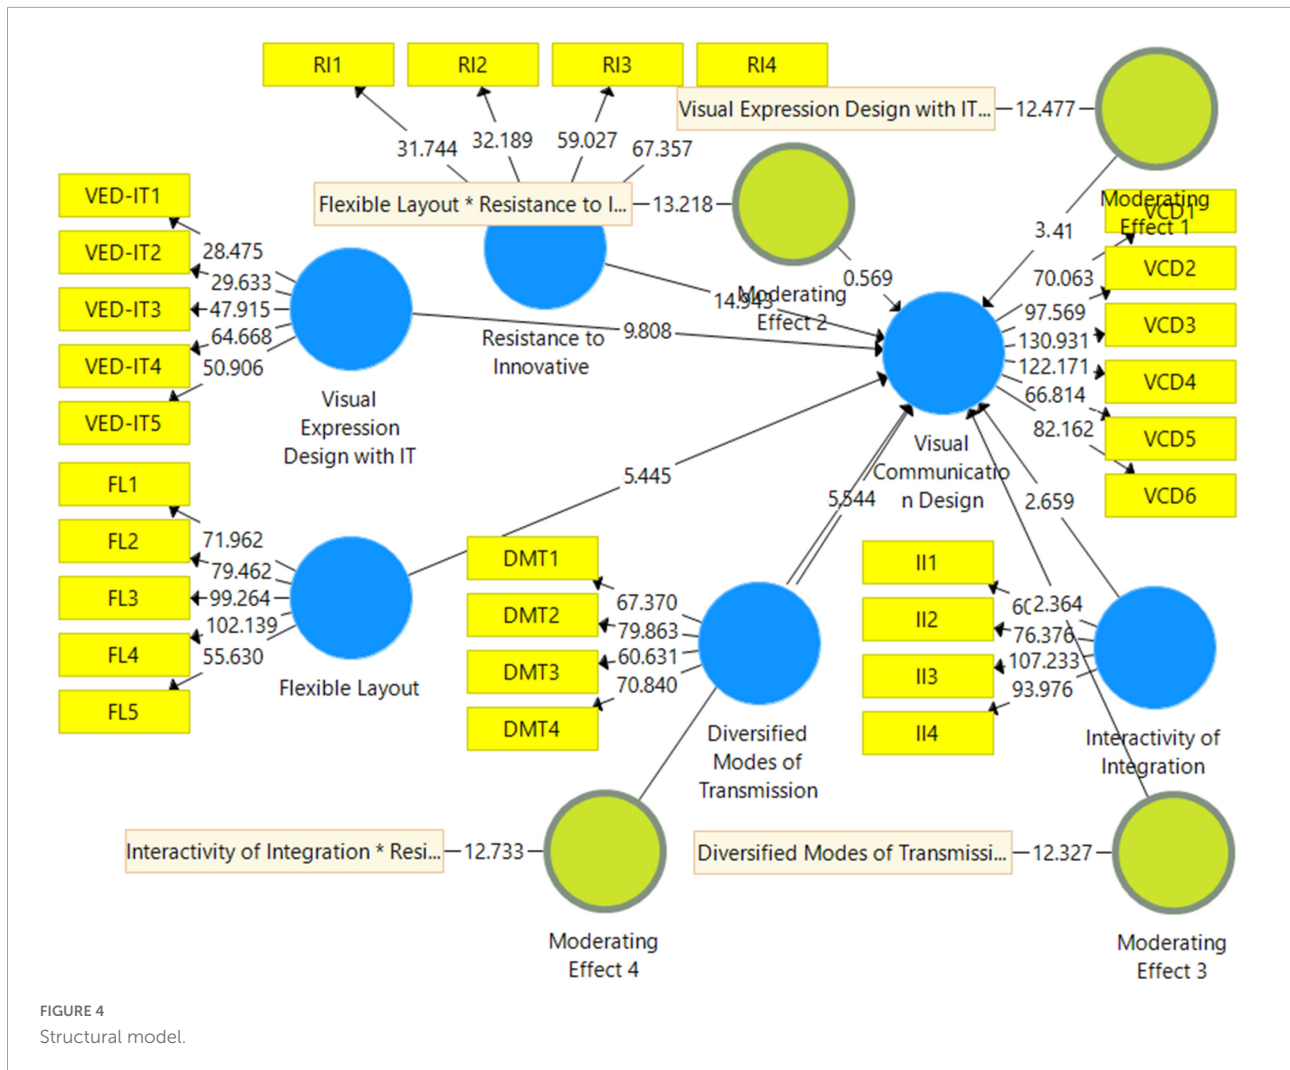 RI1
RI2
RI3
RI4
Visual Expression Design with IT...
12.477
31.744
32.189
59.027
67.357
Flexible Layout * Resistance to I...
13.218
Moderating
Effect 1
3.41
VED-IT1
VED-IT2
VED-IT3
VED-IT4
VED-IT5
28.475
29.633
47.915
64.668
50.906
Visual
Expression
Design with IT
Resistance to
Innovative
14.943
9.808
0.569
Moderating
Effect 2
VCD1
VCD2
VCD3
VCD4
VCD5
VCD6
70.063
97.569
130.931
122.171
66.814
82.162
Visual
Communicatio
n Design
FL1
FL2
FL3
FL4
FL5
71.962
79.462
99.264
102.139
55.630
Flexible Layout
5.445
5.544
2.659
2.364
DMT1
DMT2
DMT3
DMT4
67.370
79.863
60.631
70.840
Diversified
Modes of
Transmission
II1
II2
II3
II4
76.376
107.233
93.976
Interactivity of
Integration
Interactivity of Integration * Resi...
12.733
Moderating
Effect 4
Diversified Modes of Transmissi...
12.327
Moderating
Effect 3
FIGURE 4
Structural model.